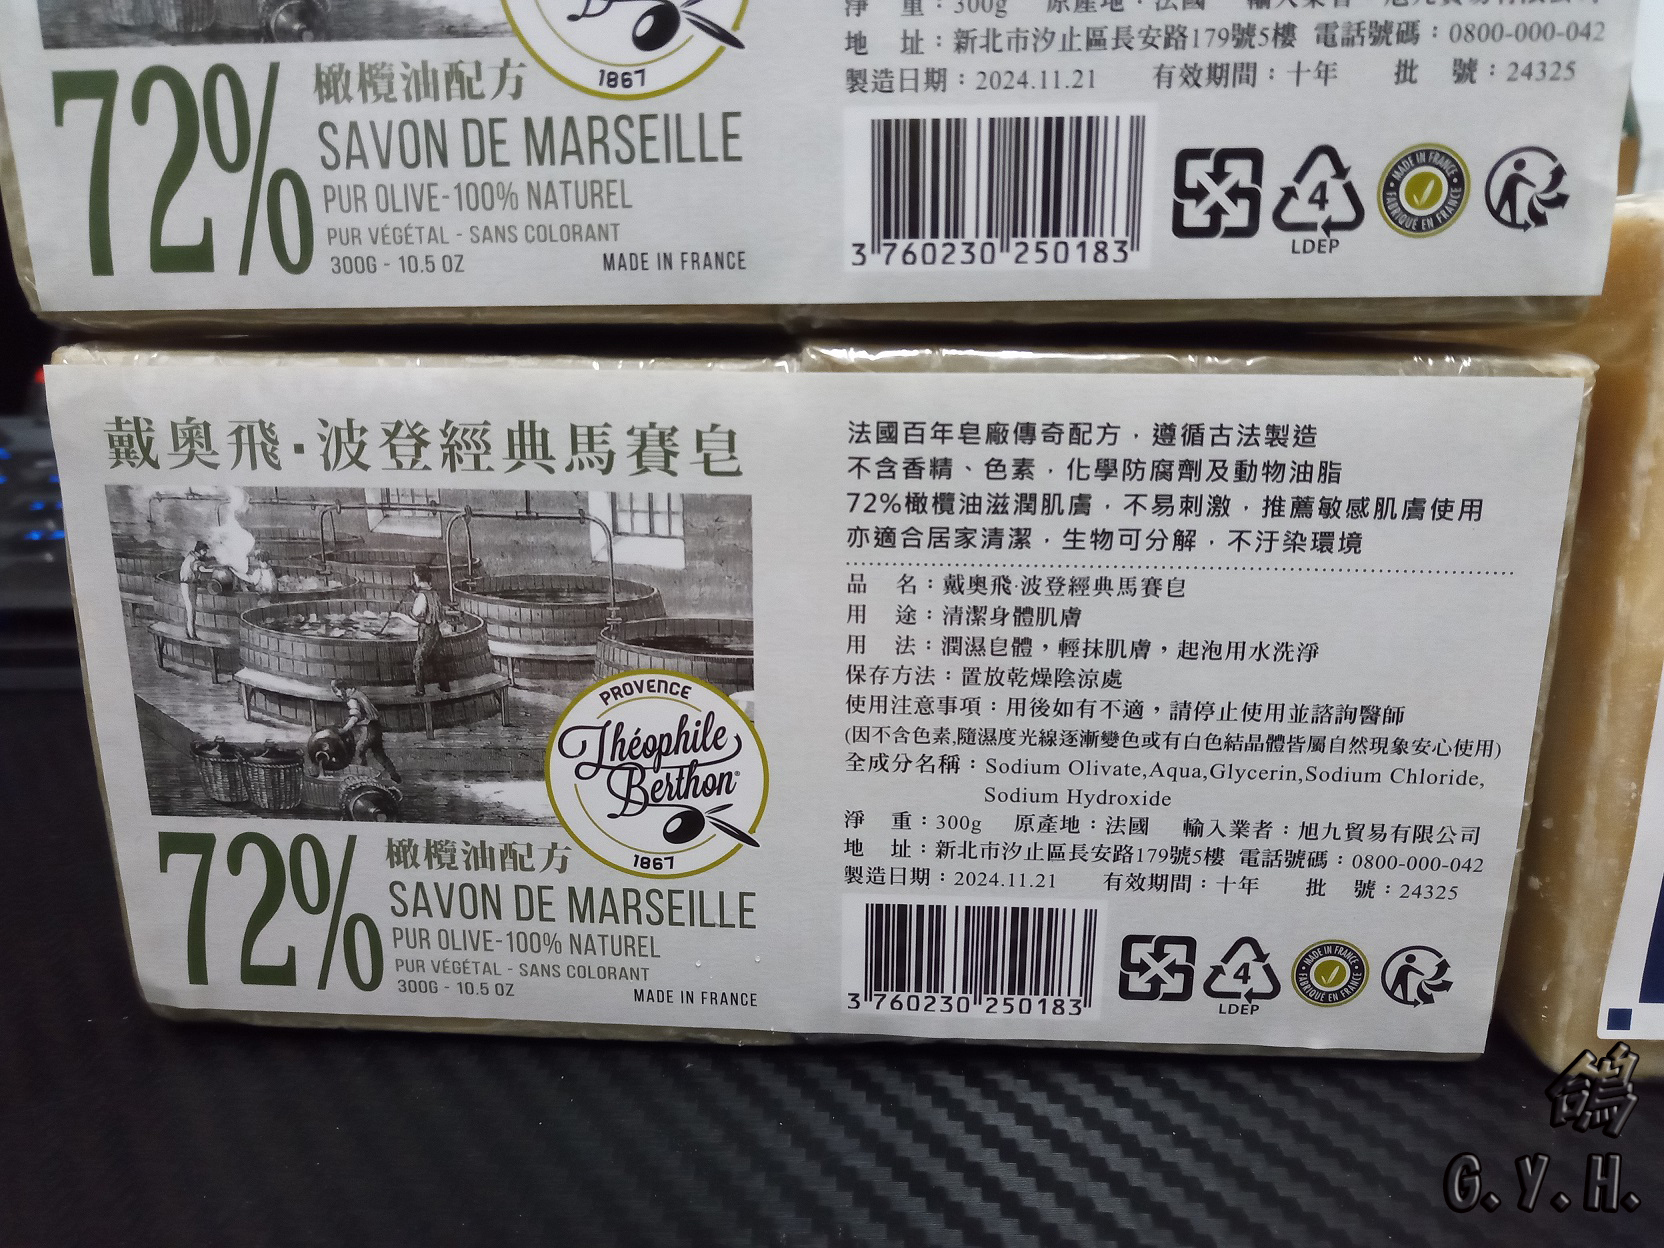 1867
72%
橄欖油配方
SAVON DE MARSEILLE
PUR OLIVE-100% NATUREL
PUR VÉGÉTAL - SANS COLORANT
300G - 10.5 OZ
MADE IN FRANCE
淨 重：300g 原產地：法國 輸入業者：旭九貿易有限公司
地 址：新北市汐止區長安路179號5樓 電話號碼：0800-000-042
製造日期：2024.11.21 有效期間：十年 批 號：24325
3 760230 250183
4
LDEP
MADE IN FRANCE
FABRIQUÉ EN FRANCE
戴奧飛·波登經典馬賽皂
PROVENCE
Théophile
Berthon®
1867
72%
橄欖油配方
SAVON DE MARSEILLE
PUR OLIVE-100% NATUREL
PUR VÉGÉTAL - SANS COLORANT
300G - 10.5 OZ
MADE IN FRANCE
法國百年皂廠傳奇配方，遵循古法製造
不含香精、色素，化學防腐劑及動物油脂
72%橄欖油滋潤肌膚，不易刺激，推薦敏感肌膚使用
亦適合居家清潔，生物可分解，不汙染環境
品 名：戴奧飛·波登經典馬賽皂
用 途：清潔身體肌膚
用 法：潤濕皂體，輕抹肌膚，起泡用水洗淨
保存方法：置放乾燥陰涼處
使用注意事項：用後如有不適，請停止使用並諮詢醫師
(因不含色素,隨濕度光線逐漸變色或有白色結晶體皆屬自然現象安心使用)
全成分名稱：Sodium Olivate,Aqua,Glycerin,Sodium Chloride,
Sodium Hydroxide
淨 重：300g 原產地：法國 輸入業者：旭九貿易有限公司
地 址：新北市汐止區長安路179號5樓 電話號碼：0800-000-042
製造日期：2024.11.21 有效期間：十年 批 號：24325
3 760230 250183
4
LDEP
MADE IN FRANCE
FABRIQUÉ EN FRANCE
鴿
G.Y.H.